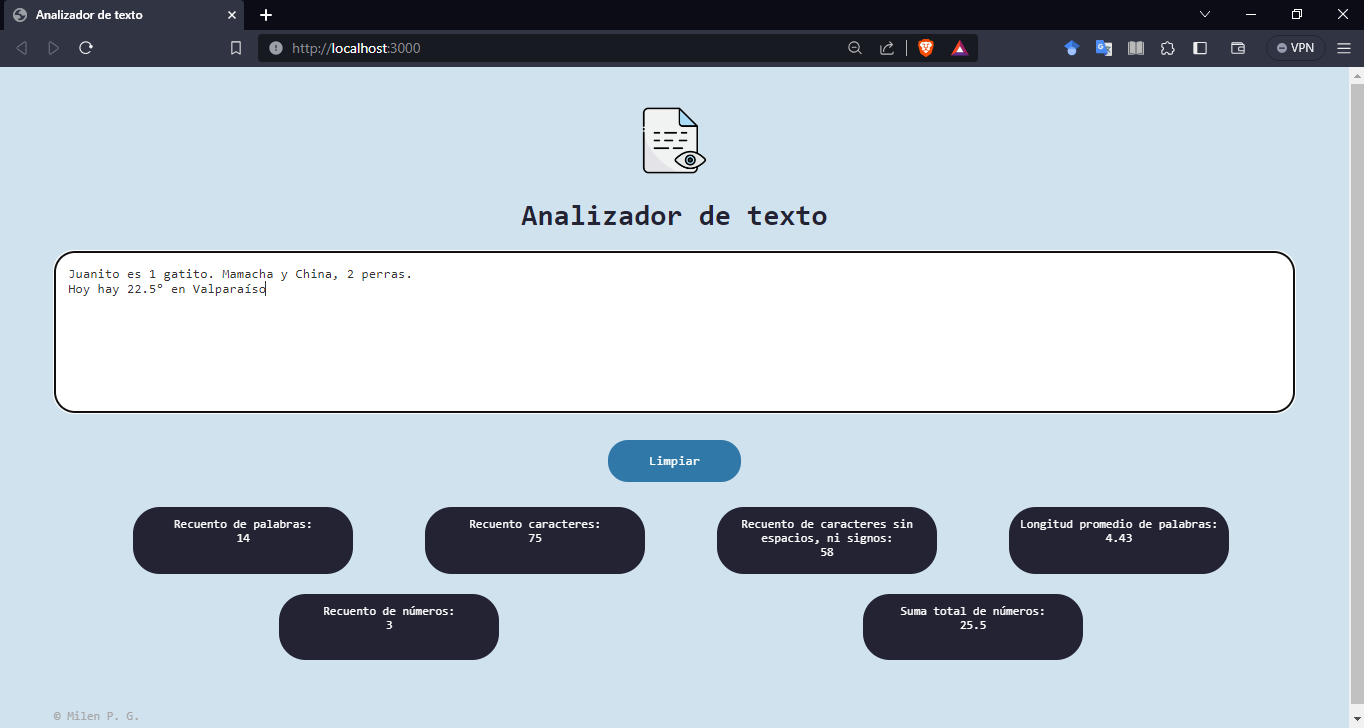 Analizador de texto
http://localhost:3000
VPN
Analizador de texto
Juanito es 1 gatito. Mamacha y China, 2 perras.
Hoy hay 22.5° en Valparaíso
Limpiar
Recuento de palabras:
14
Recuento caracteres:
75
Recuento de caracteres sin
espacios, ni signos:
58
Longitud promedio de palabras:
4.43
Recuento de números:
3
Suma total de números:
25.5
© Milen P. G.